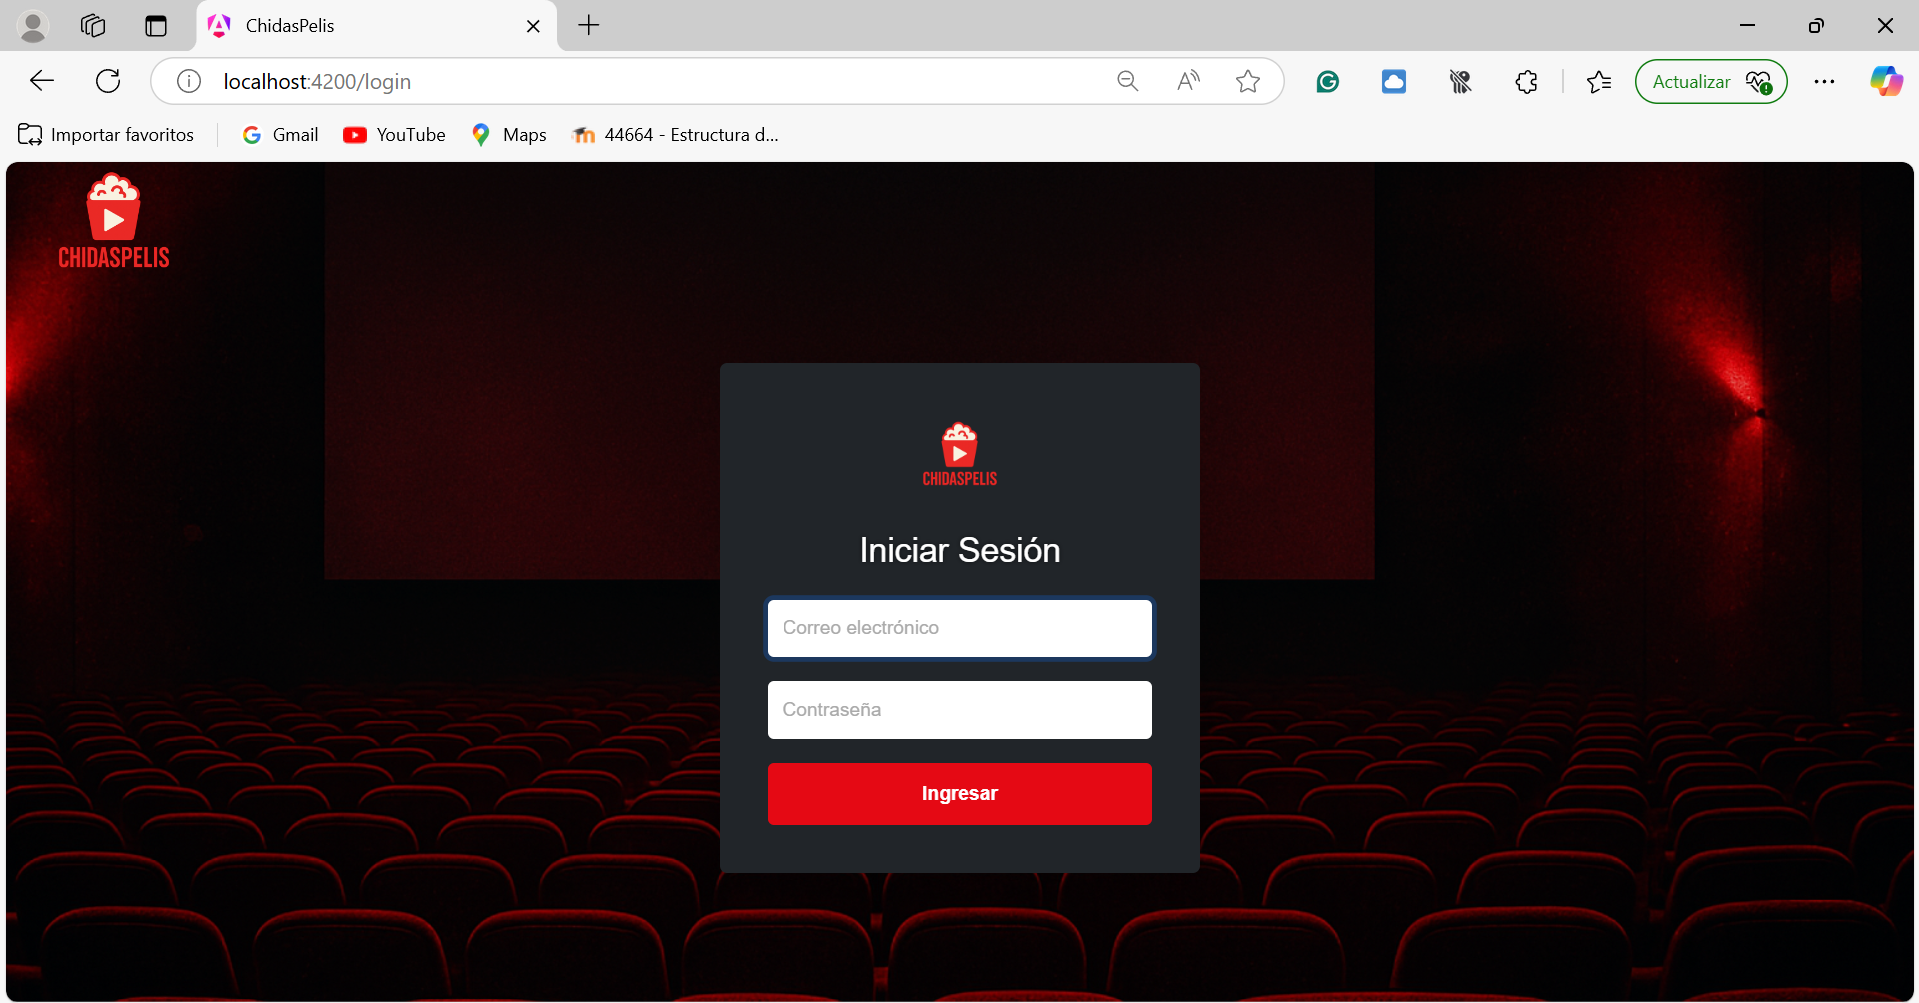 ChidasPelis
localhost:4200/login
Actualizar
Importar favoritos
Gmail
YouTube
Maps
44664 - Estructura d...
CHIDASPELIS
CHIDASPELIS
Iniciar Sesión
Correo electrónico
Contraseña
Ingresar